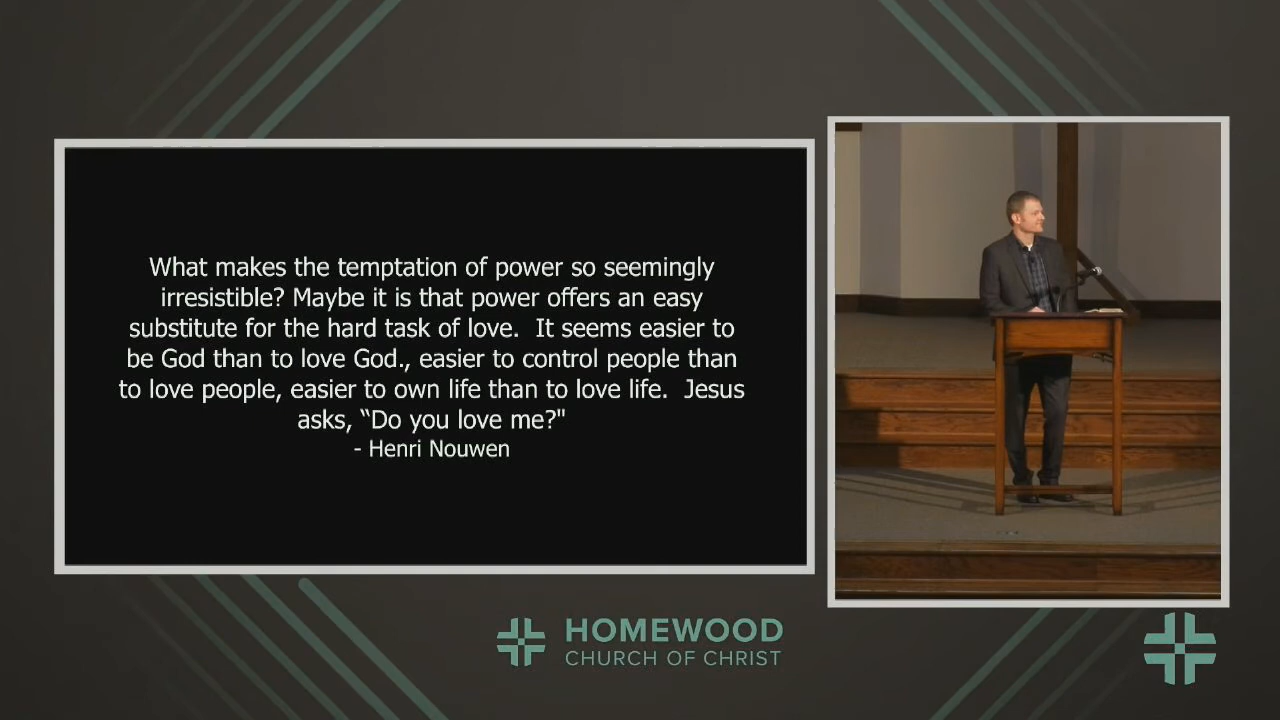 What makes the temptation of power so seemingly
irresistible? Maybe it is that power offers an easy
substitute for the hard task of love.  It seems easier to
be God than to love God., easier to control people than
to love people, easier to own life than to love life.  Jesus
asks, “Do you love me?"
- Henri Nouwen
HOMEWOOD
CHURCH OF CHRIST